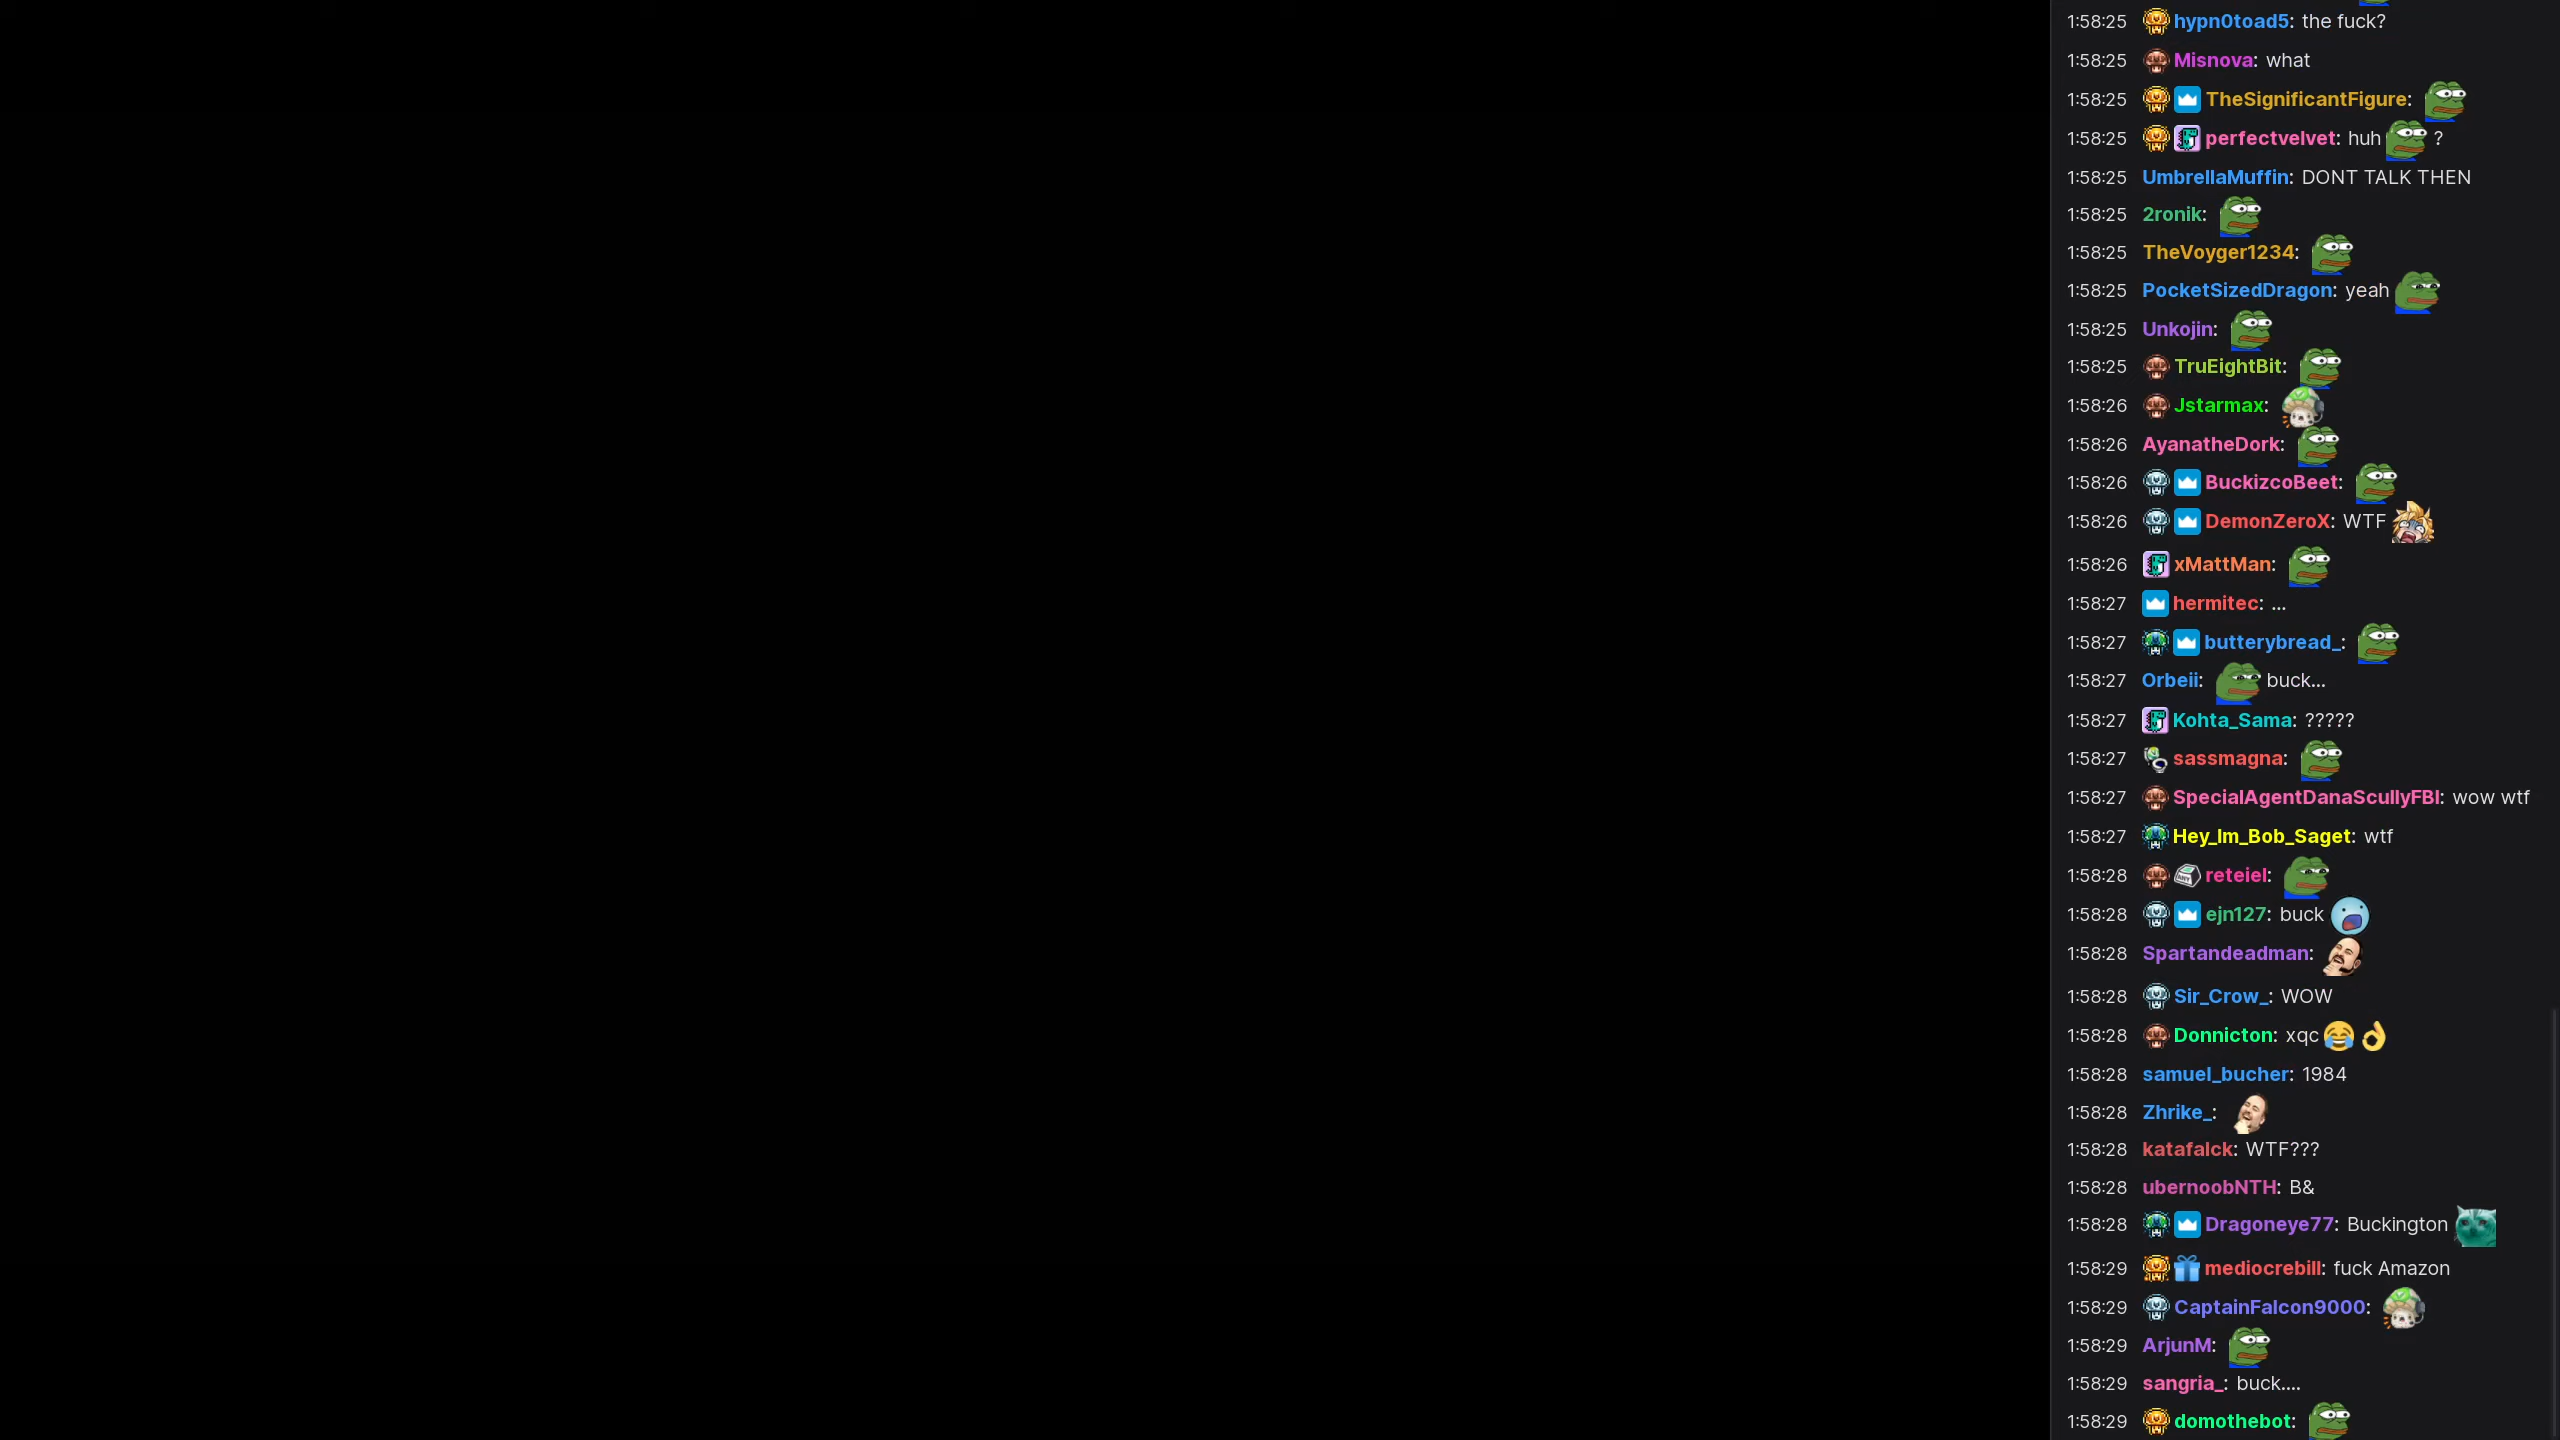 1:58:25 hypn0toad5: the fuck?
1:58:25 Misnova: what
1:58:25 TheSignificantFigure:
1:58:25 perfectvelvet: huh ?
1:58:25 UmbrellaMuffin: DONT TALK THEN
1:58:25 2ronik:
1:58:25 TheVoyger1234:
1:58:25 PocketSizedDragon: yeah
1:58:25 Unkojin:
1:58:25 TruEightBit:
1:58:26 Jstarmax:
1:58:26 AyanatheDork:
1:58:26 BuckizcoBeet:
1:58:26 DemonZeroX: WTF
1:58:26 xMattMan:
1:58:27 hermitec: ...
1:58:27 butterybread_:
1:58:27 Orbeii: buck...
1:58:27 Kohta_Sama: ?????
1:58:27 sassmagna:
1:58:27 SpecialAgentDanaScullyFBI: wow wtf
1:58:27 Hey_Im_Bob_Saget: wtf
1:58:28 reteiel:
1:58:28 ejn127: buck
1:58:28 Spartandeadman:
1:58:28 Sir_Crow_: WOW
1:58:28 Donnicton: xqc 😂 👌
1:58:28 samuel_bucher: 1984
1:58:28 Zhrike_:
1:58:28 katafalck: WTF???
1:58:28 ubernoobNTH: B&
1:58:28 Dragoneye77: Buckington
1:58:29 mediocrebill: fuck Amazon
1:58:29 CaptainFalcon9000:
1:58:29 ArjunM:
1:58:29 sangria_: buck....
1:58:29 domothebot: